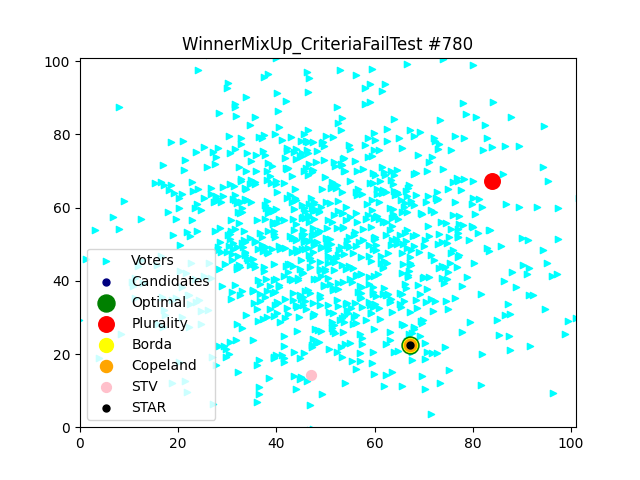 WinnerMixUp_CriteriaFailTest #780
100
80
60
40
20
0
Voters
Candidates
Optimal
Plurality
Borda
Copeland
STV
STAR
0 20 40 60 80 100